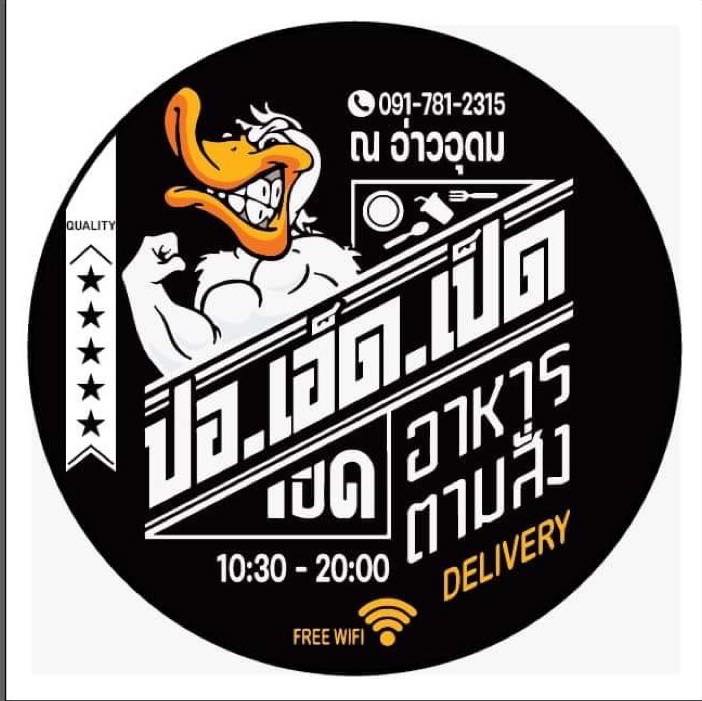 091-781-2315
ณ อ่าวอุดม
QUALITY
ปอ.เอ็ด.เป็ด
อาหาร
ตามสั่ง
เปิด
10:30 - 20:00
DELIVERY
FREE WIFI